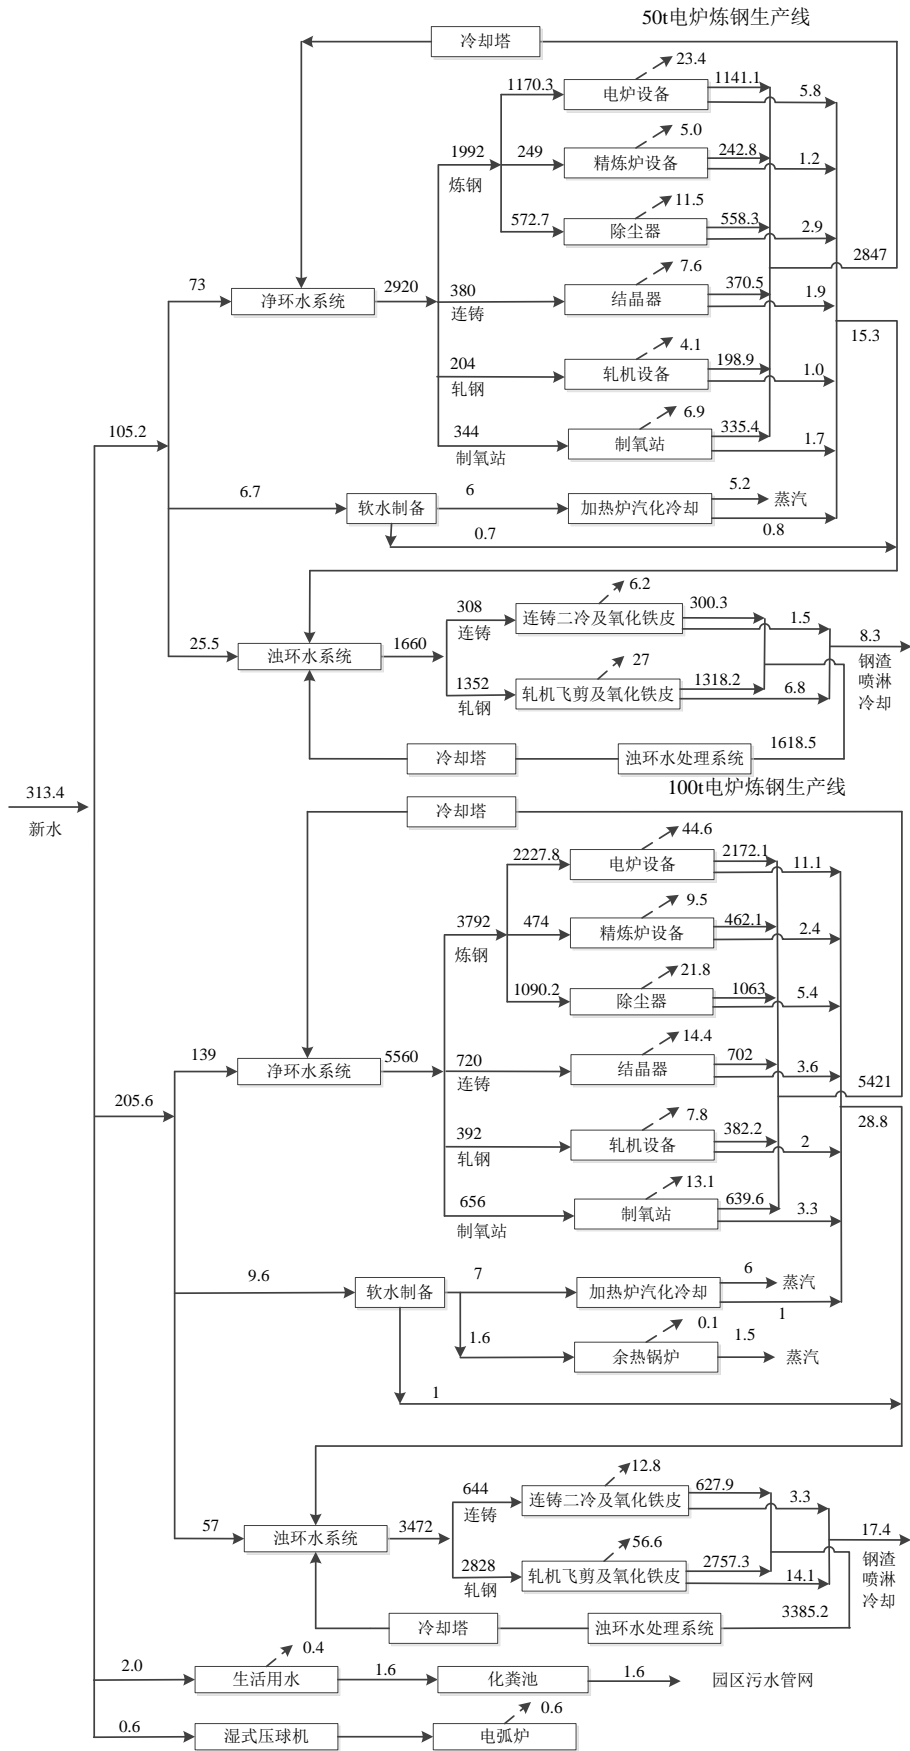 50t电炉炼钢生产线
冷却塔
23.4
1170.3
电炉设备
1141.1
5.8
5.0
1992
炼钢
249
精炼炉设备
242.8
1.2
11.5
572.7
除尘器
558.3
2.9
2847
7.6
73
净环水系统
2920
380
连铸
结晶器
370.5
1.9
15.3
4.1
204
轧钢
轧机设备
198.9
1.0
6.9
105.2
344
制氧站
制氧站
335.4
1.7
6.7
软水制备
6
加热炉汽化冷却
5.2
蒸汽
0.8
0.7
6.2
308
连铸
连铸二冷及氧化铁皮
300.3
1.5
25.5
浊环水系统
1660
8.3
钢渣
喷淋
冷却
27
1352
轧钢
轧机飞剪及氧化铁皮
1318.2
6.8
冷却塔
浊环水处理系统
1618.5
313.4
新水
100t电炉炼钢生产线
冷却塔
44.6
2227.8
电炉设备
2172.1
11.1
9.5
3792
炼钢
474
精炼炉设备
462.1
2.4
21.8
1090.2
除尘器
1063
5.4
14.4
139
净环水系统
5560
720
连铸
结晶器
702
3.6
5421
28.8
205.6
7.8
392
轧钢
轧机设备
382.2
2
13.1
656
制氧站
制氧站
639.6
3.3
9.6
软水制备
7
加热炉汽化冷却
6
蒸汽
1
0.1
1.6
余热锅炉
1.5
蒸汽
1
12.8
644
连铸
连铸二冷及氧化铁皮
627.9
3.3
57
浊环水系统
3472
17.4
钢渣
喷淋
冷却
56.6
2828
轧钢
轧机飞剪及氧化铁皮
2757.3
14.1
冷却塔
浊环水处理系统
3385.2
0.4
2.0
生活用水
1.6
化粪池
1.6
园区污水管网
0.6
0.6
湿式压球机
电弧炉